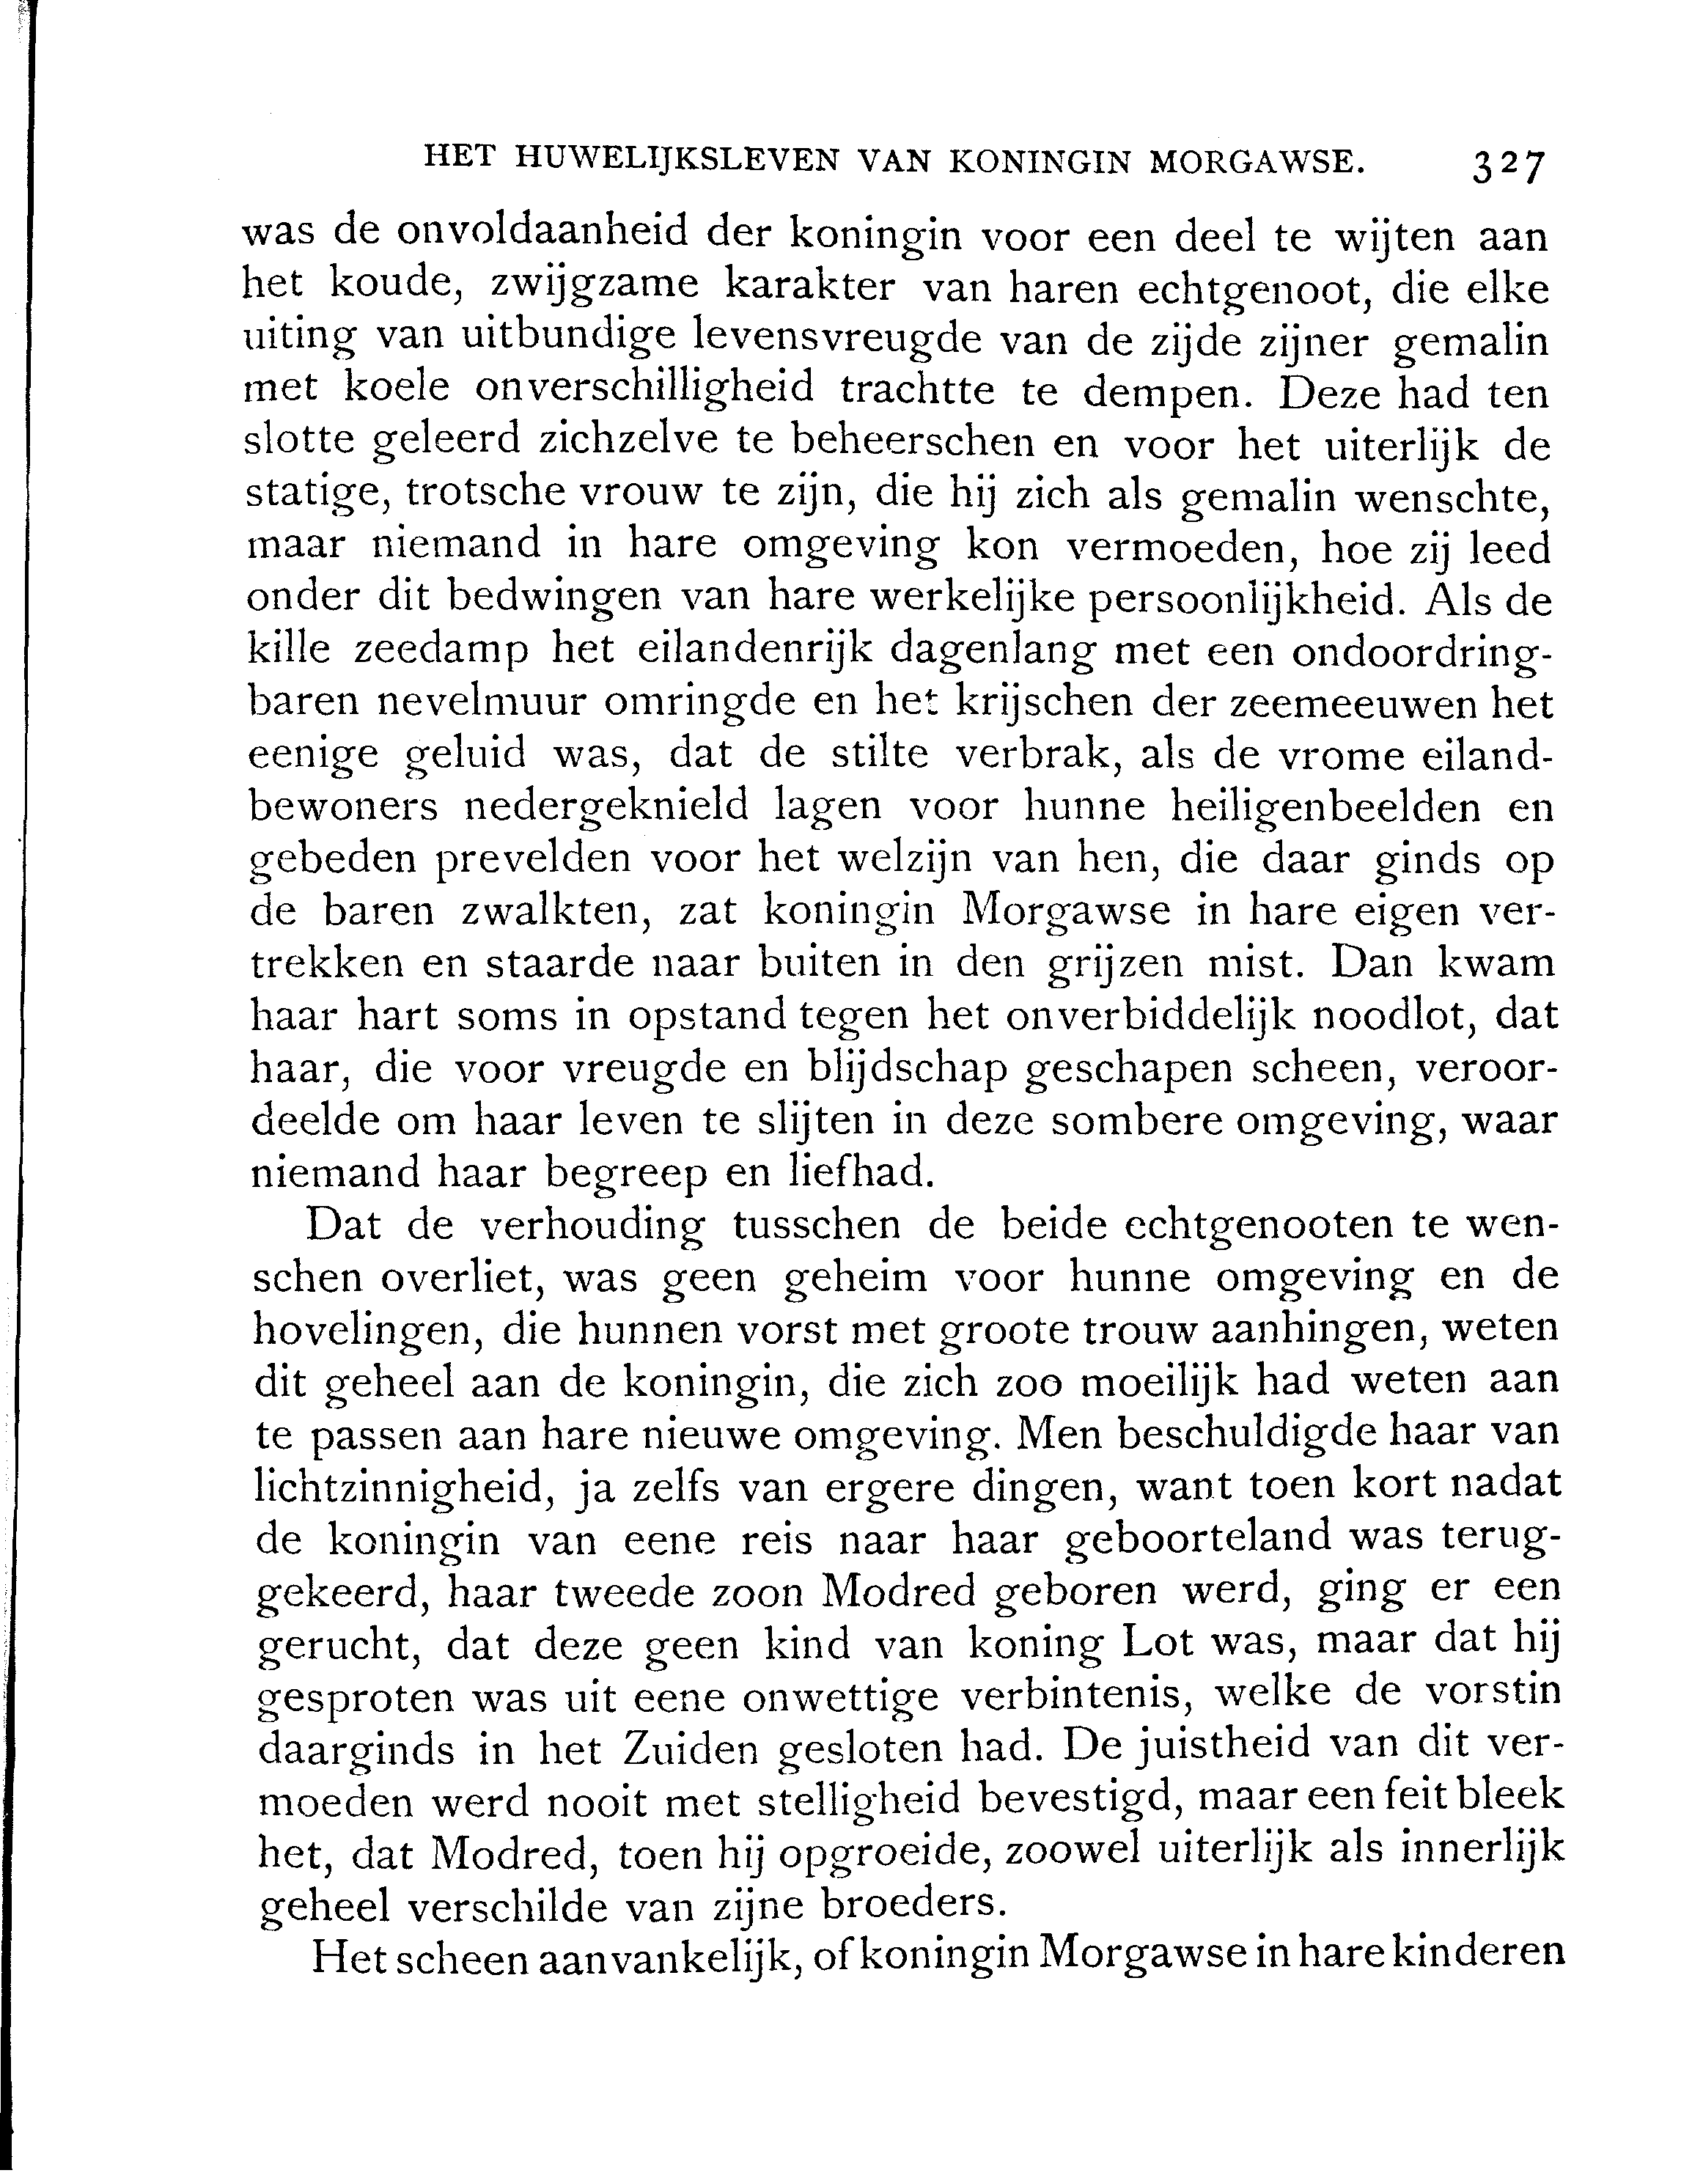 HET HUWELIJKSLEVEN VAN KONINGIN MORGAWSE. 327
was de onvoldaanheid der koningin voor een deel te wijten aan
het koude, zwijgzame karakter van haren echtgenoot, die elke
uiting van uitbundige levensvreugde van de zijde zijner gemalin
met koele onverschilligheid trachtte te dempen. Deze had ten
slotte geleerd zichzelve te beheerschen en voor het uiterlijk de
statige, trotsche vrouw te zijn, die hij zich als gemalin wenschte,
maar niemand in hare omgeving kon vermoeden, hoe zij leed
onder dit bedwingen van hare werkelijke persoonlijkheid. Als de
kille zeedamp het eilandenrijk dagenlang met een ondoordring-
baren nevelmuur omringde en het krijschen der zeemeeuwen het
eenige geluid was, dat de stilte verbrak, als de vrome eiland-
bewoners nedergeknield lagen voor hunne heiligenbeelden en
gebeden prevelden voor het welzijn van hen, die daar ginds op
de baren zwalkten, zat koningin Morgawse in hare eigen ver-
trekken en staarde naar buiten in den grijzen mist. Dan kwam
haar hart soms in opstand tegen het onverbiddelijk noodlot, dat
haar, die voor vreugde en blijdschap geschapen scheen, veroor-
deelde om haar leven te slijten in deze sombere omgeving, waar
niemand haar begreep en liefhad.
Dat de verhouding tusschen de beide echtgenooten te wen-
schen overliet, was geen geheim voor hunne omgeving en de
hovelingen, die hunnen vorst met groote trouw aanhingen, weten
dit geheel aan de koningin, die zich zoo moeilijk had weten aan
te passen aan hare nieuwe omgeving. Men beschuldigde haar van
lichtzinnigheid, ja zelfs van ergere dingen, want toen kort nadat
de koningin van eene reis naar haar geboorteland was terug-
gekeerd, haar tweede zoon Modred geboren werd, ging er een
gerucht, dat deze geen kind van koning Lot was, maar dat hij
gesproten was uit eene onwettige verbintenis, welke de vorstin
daarginds in het Zuiden gesloten had. De juistheid van dit ver-
moeden werd nooit met stelligheid bevestigd, maar een feit bleek
het, dat Modred, toen hij opgroeide, zoowel uiterlijk als innerlijk
geheel verschilde van zijne broeders.
Het scheen aanvankelijk, of koningin Morgawse in hare kinderen